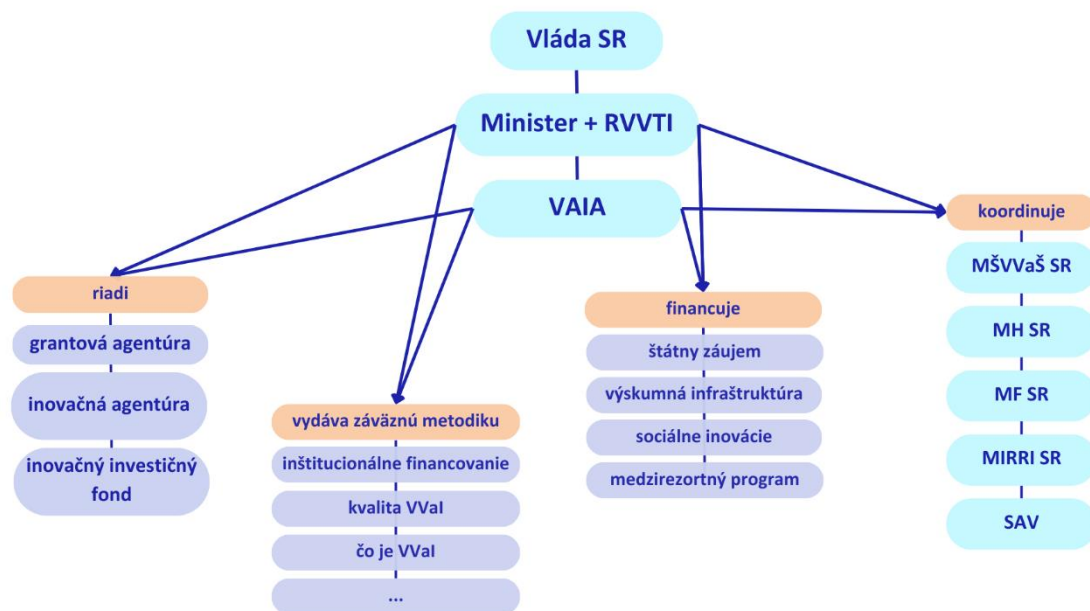 Vláda SR
Minister + RVVTI
VAIA
riadi
grantová agentúra
inovačná agentúra
inovačný investičný
fond
vydáva záväznú metodiku
inštitucionálne financovanie
kvalita VVaI
čo je VVaI
...
financuje
štátny záujem
výskumná infraštruktúra
sociálne inovácie
medzirezortný program
koordinuje
MŠVVaŠ SR
MH SR
MF SR
MIRRI SR
SAV